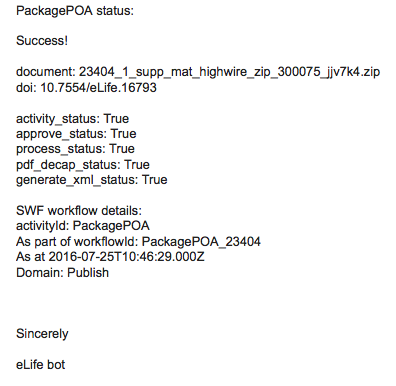 PackagePOA status:
Success!
document: 23404_1_supp_mat_highwire_zip_300075_jjv7k4.zip
doi: 10.7554/eLife.16793
activity_status: True
approve_status: True
process_status: True
pdf_decap_status: True
generate_xml_status: True
SWF workflow details:
activityId: PackagePOA
As part of workflowId: PackagePOA_23404
As at 2016-07-25T10:46:29.000Z
Domain: Publish
Sincerely
eLife bot